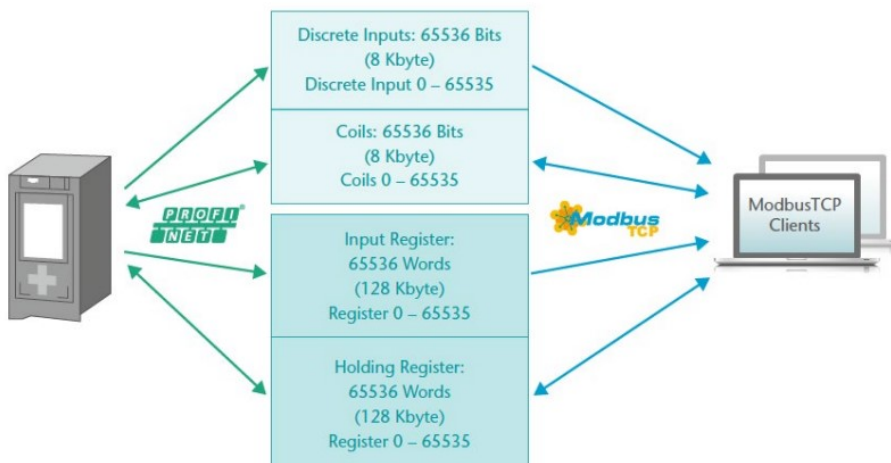 Discrete Inputs: 65536 Bits
(8 Kbyte)
Discrete Input 0 – 65535
Coils: 65536 Bits
(8 Kbyte)
Coils 0 – 65535
PROFI®
NET
Modbus
TCP
ModbusTCP
Clients
Input Register:
65536 Words
(128 Kbyte)
Register 0 – 65535
Holding Register:
65536 Words
(128 Kbyte)
Register 0 – 65535